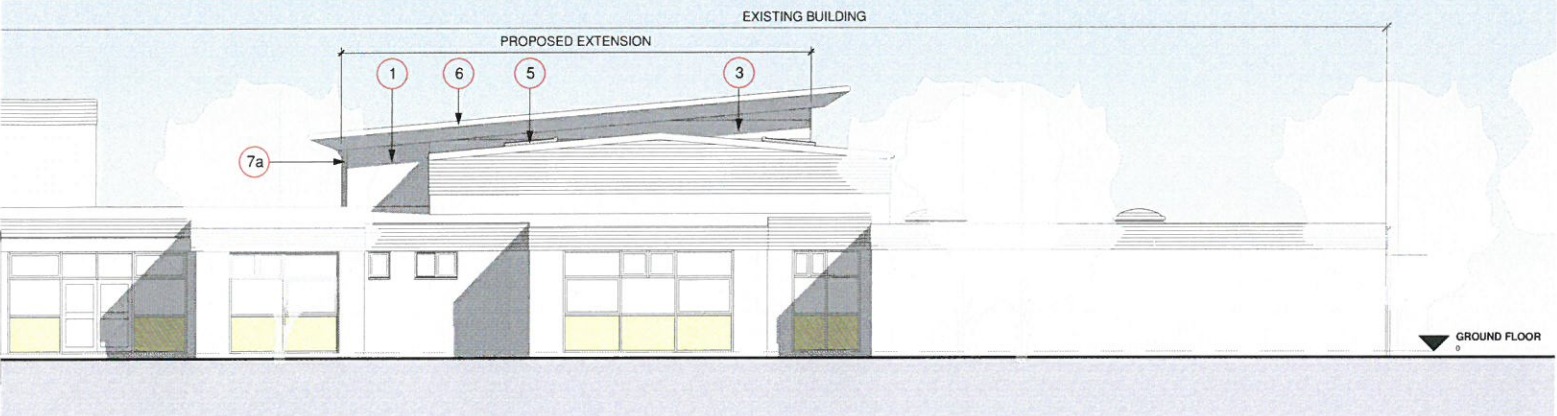 EXISTING BUILDING
PROPOSED EXTENSION
1
6
5
3
7a
GROUND FLOOR
0